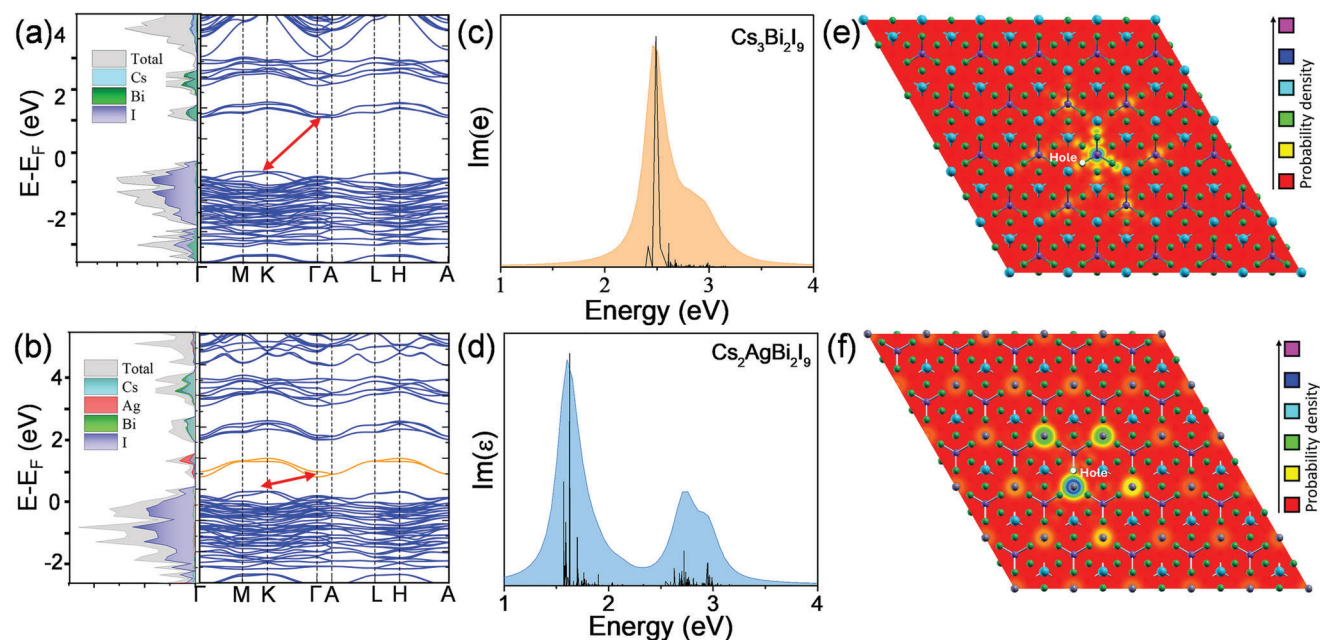 (a)
4
2
0
-2
E-E_F (eV)
Total
Cs
Bi
I
Γ M K Γ A L H A
(c)
Cs₃Bi₂I₉
Im(e)
1 2 3 4
Energy (eV)
(e)
Hole
Probability density
(b)
4
2
0
-2
E-E_F (eV)
Total
Cs
Ag
Bi
I
Γ M K Γ A L H A
(d)
Cs₂AgBi₂I₉
Im(ε)
1 2 3 4
Energy (eV)
(f)
Hole
Probability density